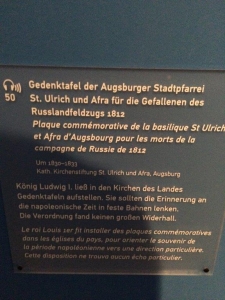 50
Gedenktafel der Augsburger Stadtpfarrei
St. Ulrich und Afra für die Gefallenen des
Russlandfeldzugs 1812
Plaque commémorative de la basilique St Ulrich
et Afra d'Augsbourg pour les morts de la
campagne de Russie de 1812
Um 1830–1833
Kath. Kirchenstiftung St. Ulrich und Afra, Augsburg
König Ludwig I. ließ in den Kirchen des Landes
Gedenktafeln aufstellen. Sie sollten die Erinnerung an
die napoleonische Zeit in feste Bahnen lenken.
Die Verordnung fand keinen großen Widerhall.
Le roi Louis Ier fit installer des plaques commémoratives
dans les églises du pays, pour orienter le souvenir de
la période napoléonienne vers une direction particulière.
Cette disposition ne trouva aucun écho particulier.